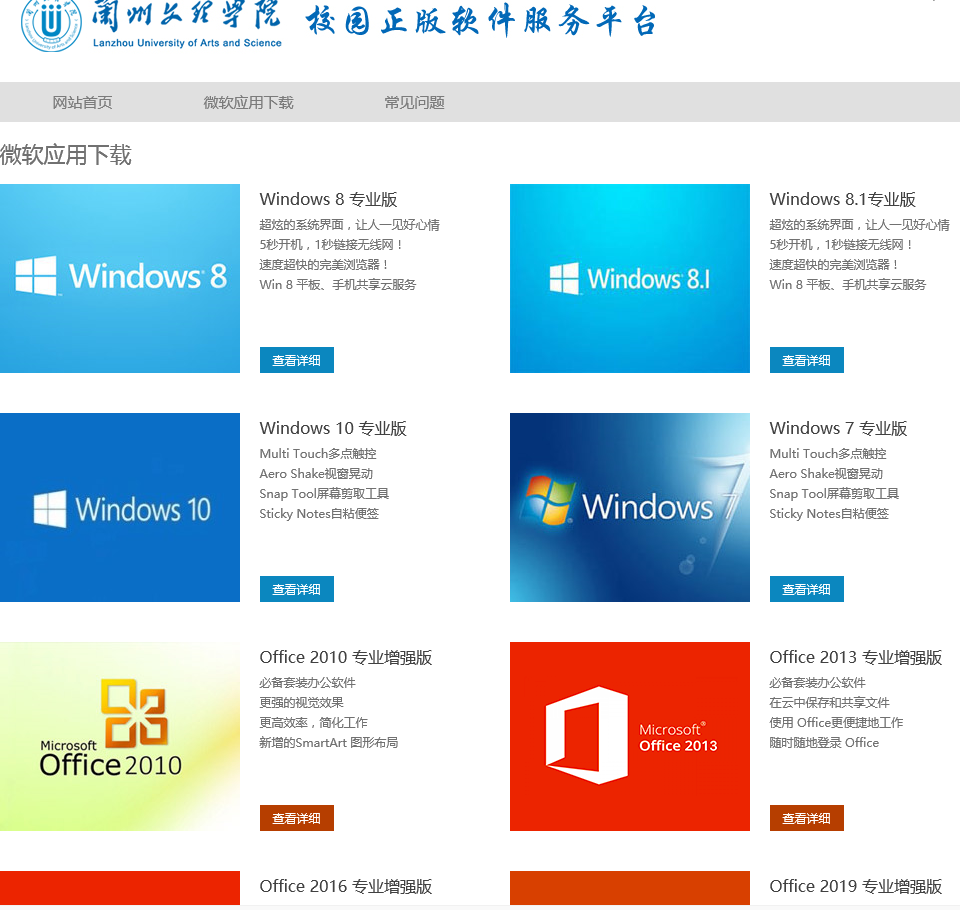 兰州文理学院 校园正版软件服务平台
Lanzhou University of Arts and Science
网站首页 微软应用下载 常见问题
微软应用下载
Windows 8
Windows 8 专业版
超炫的系统界面，让人一见好心情
5秒开机，1秒链接无线网！
速度超快的完美浏览器！
Win 8 平板、手机共享云服务
查看详细
Windows 8.1
Windows 8.1专业版
超炫的系统界面，让人一见好心情
5秒开机，1秒链接无线网！
速度超快的完美浏览器！
Win 8 平板、手机共享云服务
查看详细
Windows 10
Windows 10 专业版
Multi Touch多点触控
Aero Shake视窗晃动
Snap Tool屏幕剪取工具
Sticky Notes自粘便签
查看详细
Windows 7
Windows 7 专业版
Multi Touch多点触控
Aero Shake视窗晃动
Snap Tool屏幕剪取工具
Sticky Notes自粘便签
查看详细
Microsoft
Office 2010
Office 2010 专业增强版
必备套装办公软件
更强的视觉效果
更高效率，简化工作
新增的SmartArt 图形布局
查看详细
Microsoft®
Office 2013
Office 2013 专业增强版
必备套装办公软件
在云中保存和共享文件
使用 Office更便捷地工作
随时随地登录 Office
查看详细
Office 2016 专业增强版
Office 2019 专业增强版